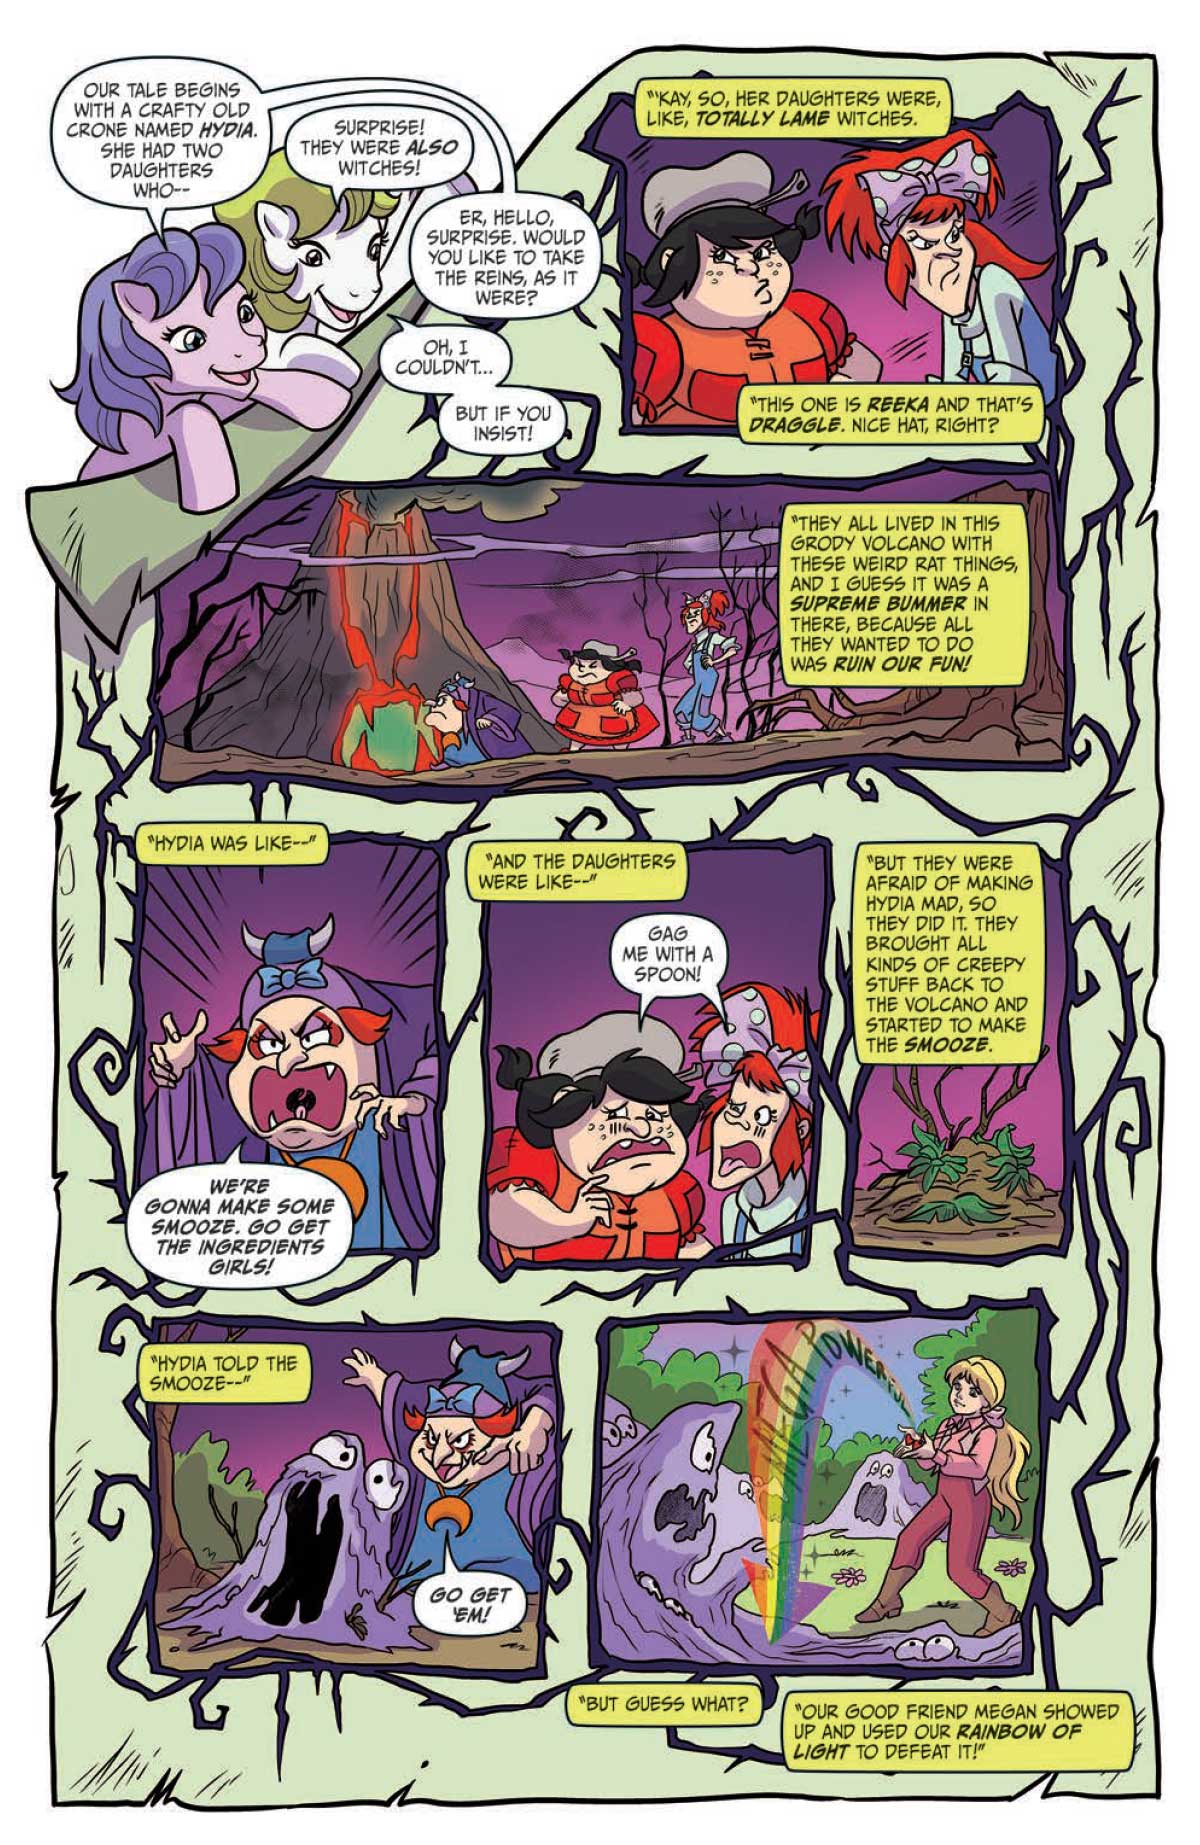 OUR TALE BEGINS
WITH A CRAFTY OLD
CRONE NAMED HYDIA.
SHE HAD TWO
DAUGHTERS
WHO--
SURPRISE!
THEY WERE ALSO
WITCHES!
ER, HELLO,
SURPRISE. WOULD
YOU LIKE TO TAKE
THE REINS, AS IT
WERE?
OH, I
COULDN'T...
BUT IF YOU
INSIST!
"'KAY, SO, HER DAUGHTERS WERE,
LIKE, TOTALLY LAME WITCHES.
"THIS ONE IS REEKA AND THAT'S
DRAGGLE. NICE HAT, RIGHT?
"THEY ALL LIVED IN THIS
GRODY VOLCANO WITH
THESE WEIRD RAT THINGS,
AND I GUESS IT WAS A
SUPREME BUMMER IN
THERE, BECAUSE ALL
THEY WANTED TO DO
WAS RUIN OUR FUN!
"HYDIA WAS LIKE--"
WE'RE
GONNA MAKE SOME
SMOOZE. GO GET
THE INGREDIENTS
GIRLS!
"AND THE DAUGHTERS
WERE LIKE--"
GAG
ME WITH A
SPOON!
"BUT THEY WERE
AFRAID OF MAKING
HYDIA MAD, SO
THEY DID IT. THEY
BROUGHT ALL
KINDS OF CREEPY
STUFF BACK TO
THE VOLCANO AND
STARTED TO MAKE
THE SMOOZE.
"HYDIA TOLD THE
SMOOZE--"
GO GET
'EM!
"BUT GUESS WHAT?
"OUR GOOD FRIEND MEGAN SHOWED
UP AND USED OUR RAINBOW OF
LIGHT TO DEFEAT IT!"